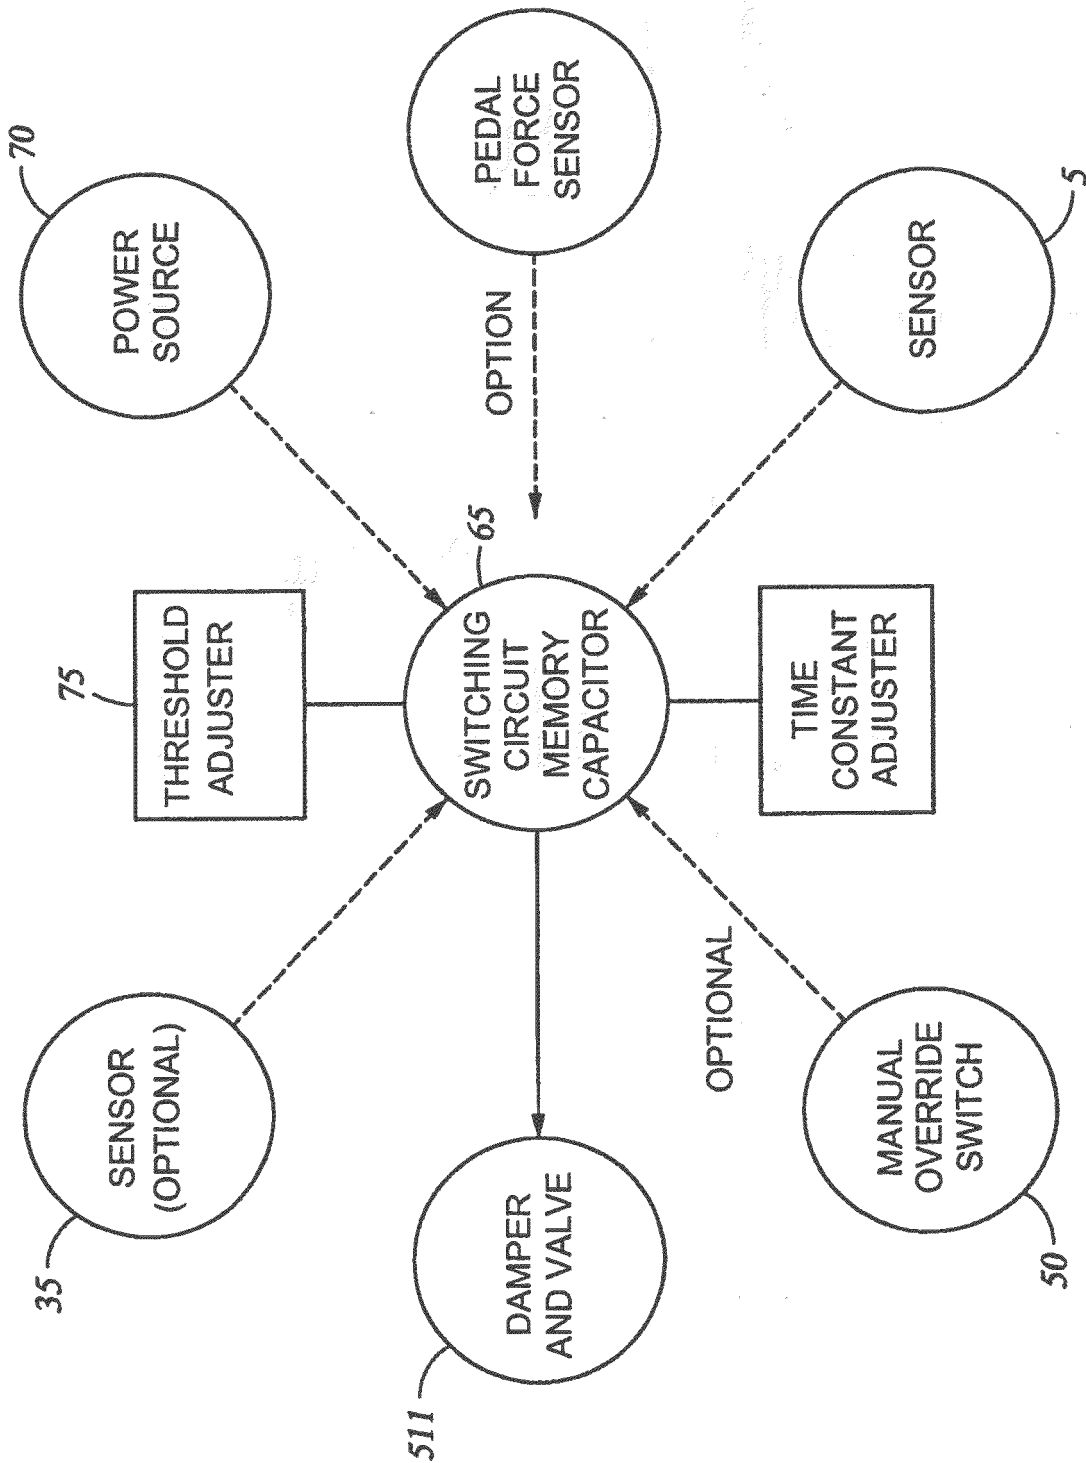 35
SENSOR
(OPTIONAL)
75
THRESHOLD
ADJUSTER
70
POWER
SOURCE
511
DAMPER
AND VALVE
65
SWITCHING
CIRCUIT
MEMORY
CAPACITOR
OPTION
PEDAL
FORCE
SENSOR
OPTIONAL
50
MANUAL
OVERRIDE
SWITCH
TIME
CONSTANT
ADJUSTER
5
SENSOR